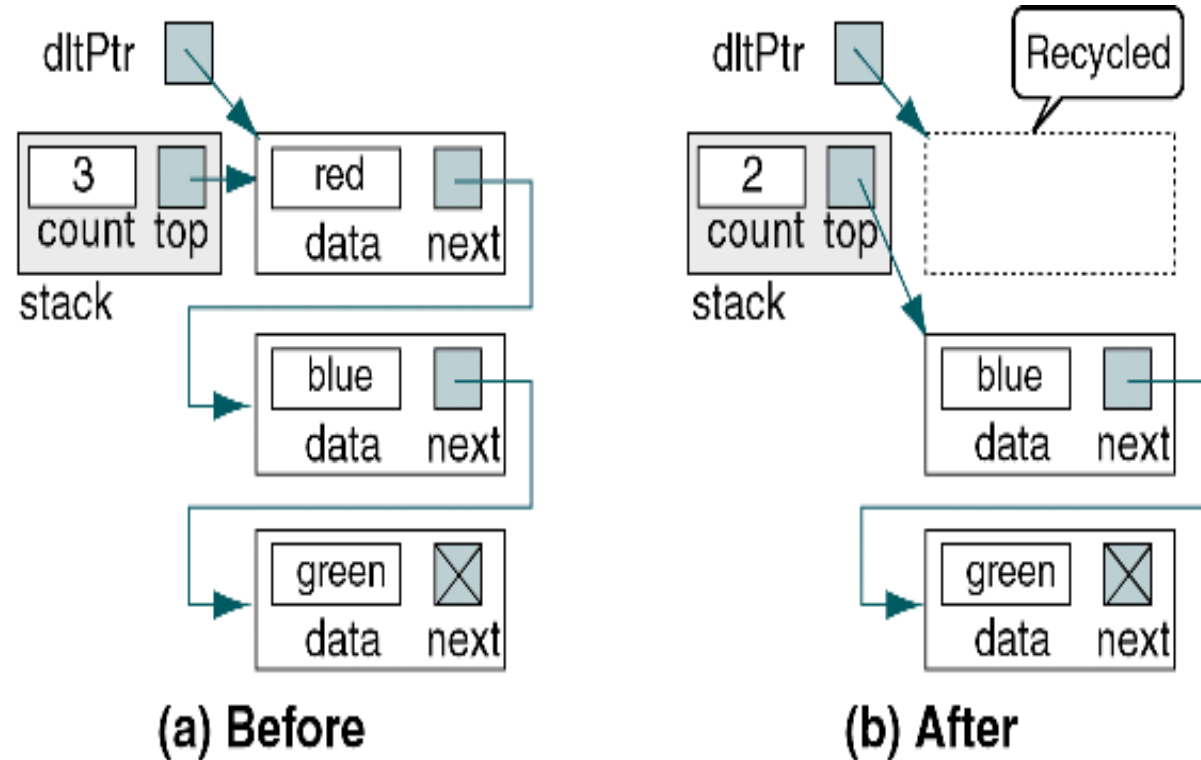 dltPtr
3
count top
stack
red
data next
blue
data next
green
data next
(a) Before
dltPtr
Recycled
2
count top
stack
blue
data next
green
data next
(b) After